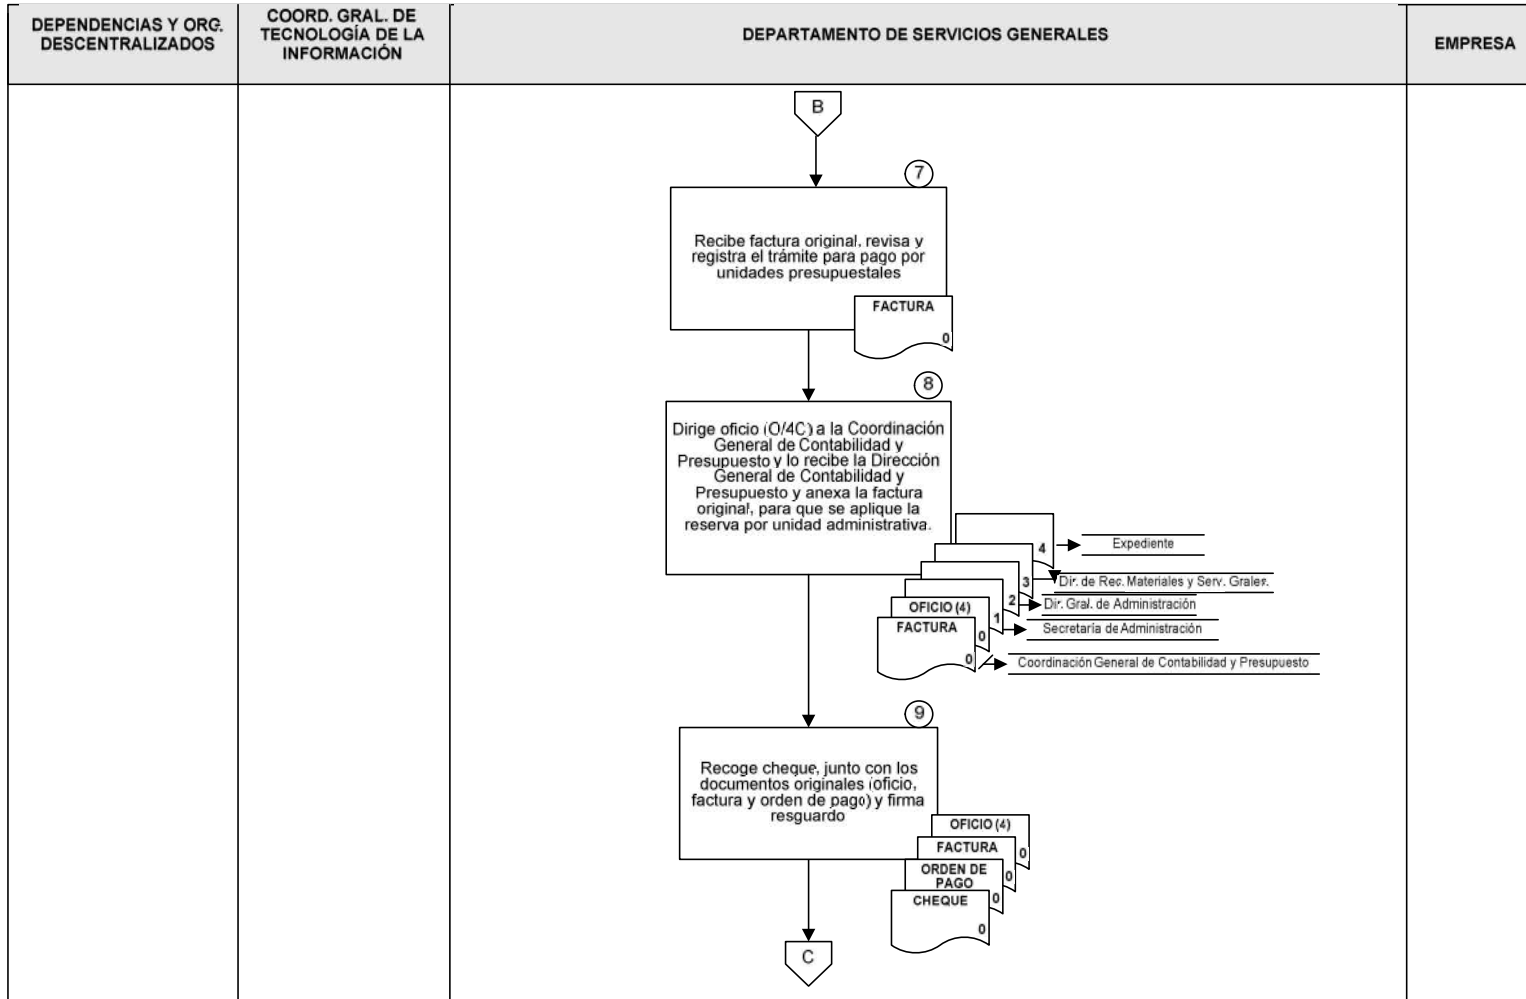 DEPENDENCIAS Y ORG.
DESCENTRALIZADOS
COORD. GRAL. DE
TECNOLOGÍA DE LA
INFORMACIÓN
DEPARTAMENTO DE SERVICIOS GENERALES
EMPRESA
B
7
Recibe factura original, revisa y
registra el trámite para pago por
unidades presupuestales
FACTURA
0
8
Dirige oficio (O/4C) a la Coordinación
General de Contabilidad y
Presupuesto y lo recibe la Dirección
General de Contabilidad y
Presupuesto y anexa la factura
original, para que se aplique la
reserva por unidad administrativa.
4
Expediente
3
Dir. de Rec. Materiales y Serv. Grales.
2
Dir. Gral. de Administración
OFICIO (4)
1
Secretaría de Administración
FACTURA
0
0
Coordinación General de Contabilidad y Presupuesto
9
Recoge cheque, junto con los
documentos originales (oficio,
factura y orden de pago) y firma
resguardo
OFICIO (4)
0
FACTURA
0
ORDEN DE
PAGO
0
CHEQUE
0
C